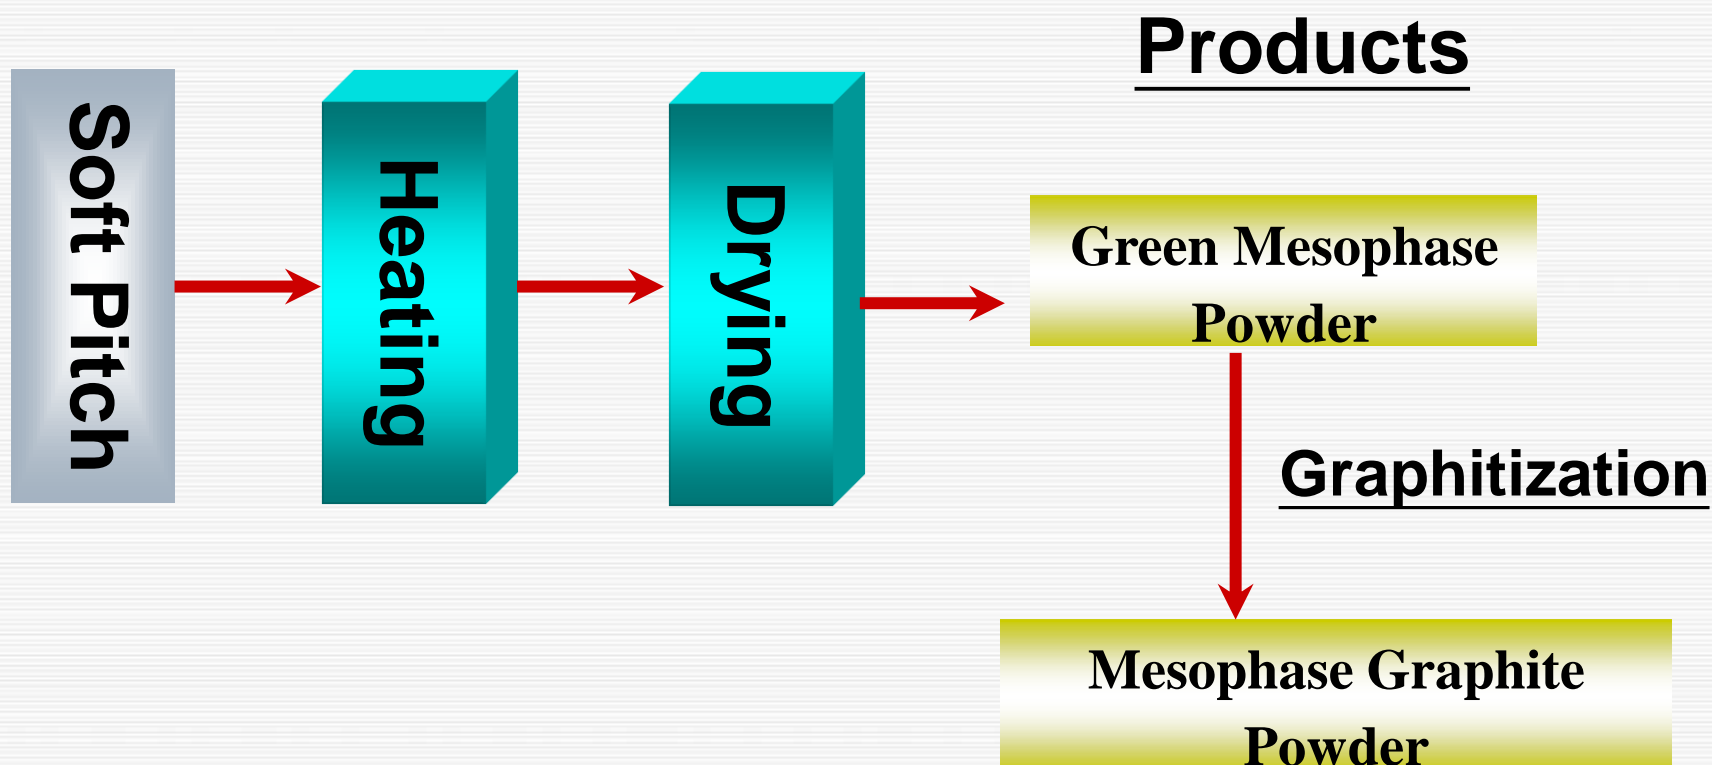 Products
Soft Pitch
Heating
Drying
Green Mesophase
Powder
Graphitization
Mesophase Graphite
Powder